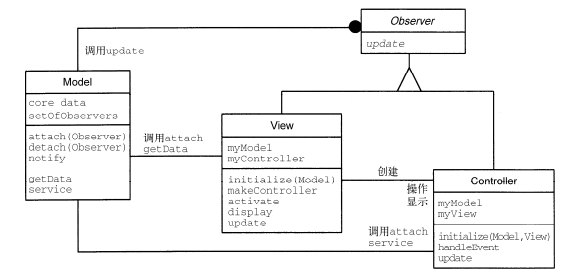 Observer
update
调用update
Model
core data
setOfObservers
attach(Observer)
detach(Observer)
notify
getData
service
调用attach
getData
View
myModel
myController
initialize(Model)
makeController
activate
display
update
创建
操作
显示
Controller
myModel
myView
initialize(Model,View)
handleEvent
update
调用attach
service